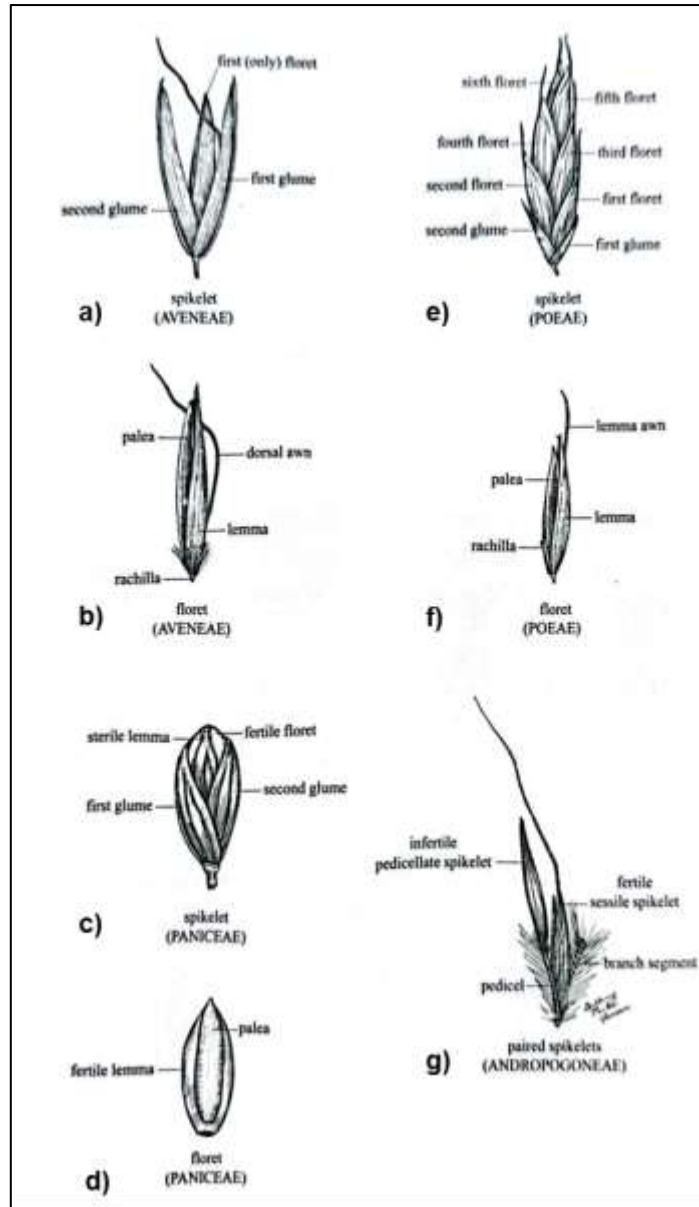 first (only) floret
first glume
second glume
a)
spikelet
(AVENEAE)
palea
dorsal awn
lemma
rachilla
b)
floret
(AVENEAE)
sterile lemma
fertile floret
first glume
second glume
c)
spikelet
(PANICEAE)
palea
fertile lemma
d)
floret
(PANICEAE)
sixth floret
fifth floret
fourth floret
third floret
second floret
first floret
second glume
first glume
e)
spikelet
(POEAE)
lemma awn
palea
lemma
rachilla
f)
floret
(POEAE)
infertile
pedicellate spikelet
fertile
sessile spikelet
branch segment
pedicel
g)
paired spikelets
(ANDROPOGONEAE)